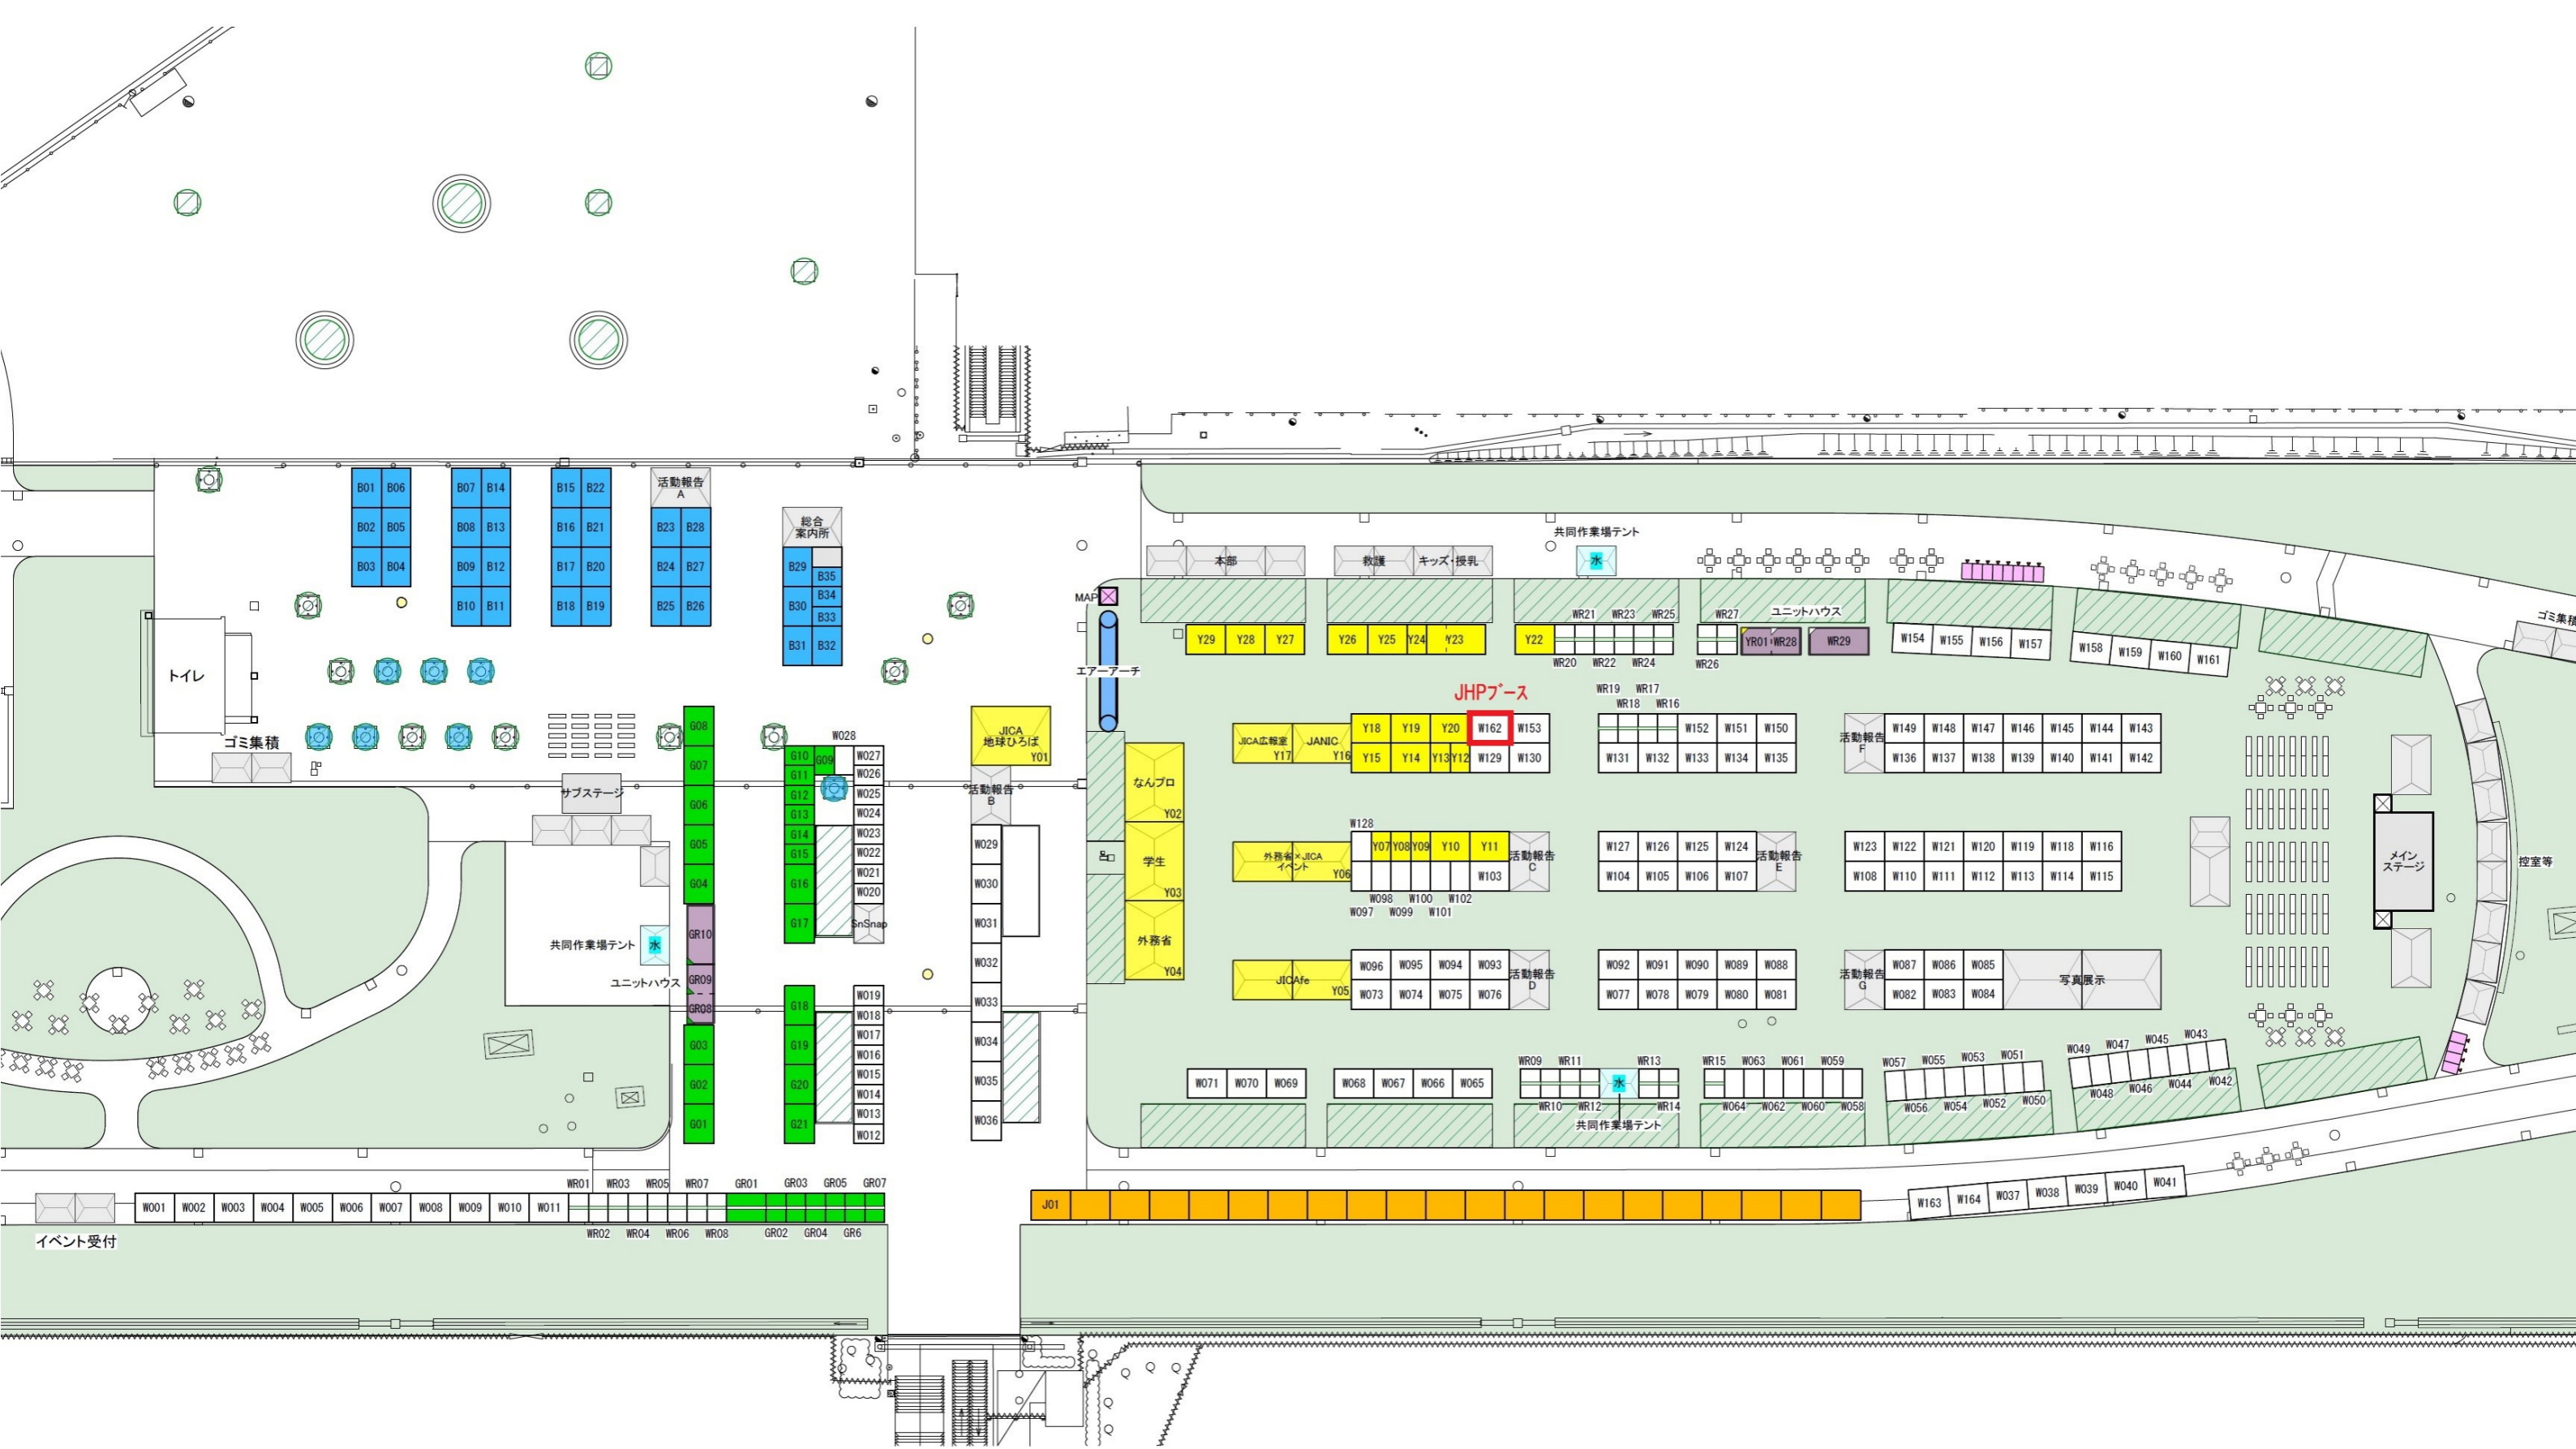 B01 B06
B02 B05
B03 B04
B07 B14
B08 B13
B09 B12
B10 B11
B15 B22
B16 B21
B17 B20
B18 B19
活動報告
A
B23 B28
B24 B27
B25 B26
総合
案内所
B29
B35
B30
B34
B33
B31 B32
トイレ
ゴミ集積
サブステージ
共同作業場テント
水
ユニットハウス
G08
G07
G06
G05
G04
GR10
GR09
GR08
G03
G02
G01
W028
G10 G09
G11
G12
G13
G14
G15
G16
G17
G18
G19
G20
G21
W027
W026
W025
W024
W023
W022
W021
W020
SnSnap
W019
W018
W017
W016
W015
W014
W013
W012
JICA
地球ひろば
Y01
活動報告
B
W029
W030
W031
W032
W033
W034
W035
W036
イベント受付
W001 W002 W003 W004 W005 W006 W007 W008 W009 W010 W011
WR01 WR03 WR05 WR07 GR01 GR03 GR05 GR07
WR02 WR04 WR06 WR08 GR02 GR04 GR6
MAP
エアーアーチ
本部
救護
キッズ・授乳
共同作業場テント
水
Y29 Y28 Y27
Y26 Y25 Y24 Y23
Y22
WR21 WR23 WR25
WR20 WR22 WR24
WR27
WR26
ユニットハウス
YR01 WR28
WR29
W154 W155 W156 W157
W158 W159 W160 W161
ゴミ集積
JHPブース
なんプロ
Y02
学生
Y03
外務省
Y04
JICA広報室
Y17
JANIC
Y16
Y18 Y19 Y20 W162 W153
Y15 Y14 Y13 Y12 W129 W130
WR19 WR17
WR18 WR16
W152 W151 W150
W131 W132 W133 W134 W135
活動報告
F
W149 W148 W147 W146 W145 W144 W143
W136 W137 W138 W139 W140 W141 W142
外務省×JICA
イベント
Y06
W128
Y07 Y08 Y09 Y10 Y11
W103
活動報告
C
W098 W100 W102
W097 W099 W101
W127 W126 W125 W124
W104 W105 W106 W107
活動報告
E
W123 W122 W121 W120 W119 W118 W116
W108 W110 W111 W112 W113 W114 W115
メイン
ステージ
控室等
JICAfe
Y05
W096 W095 W094 W093
W073 W074 W075 W076
活動報告
D
W092 W091 W090 W089 W088
W077 W078 W079 W080 W081
活動報告
G
W087 W086 W085
W082 W083 W084
写真展示
W071 W070 W069
W068 W067 W066 W065
WR09 WR11 水 WR13
WR10 WR12 WR14
共同作業場テント
WR15 W063 W061 W059
W064 W062 W060 W058
W057 W055 W053 W051
W056 W054 W052 W050
W049 W047 W045 W043
W048 W046 W044 W042
J01
W163 W164 W037 W038 W039 W040 W041